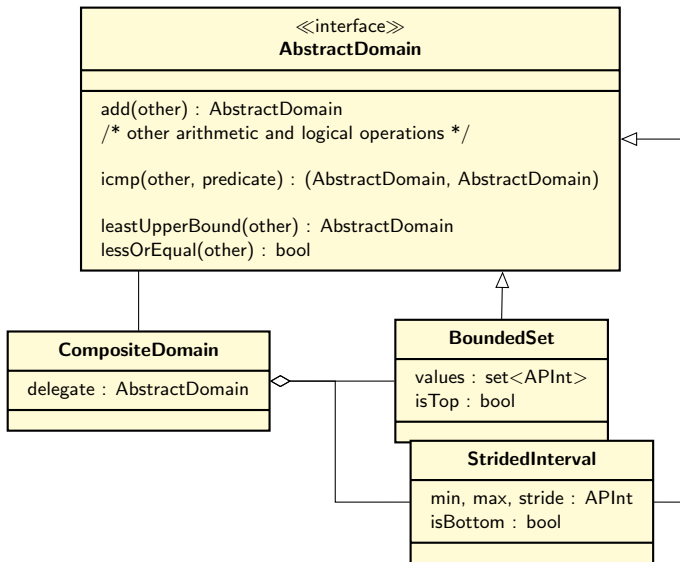 ≪interface≫
AbstractDomain
add(other) : AbstractDomain
/* other arithmetic and logical operations */
icmp(other, predicate) : (AbstractDomain, AbstractDomain)
leastUpperBound(other) : AbstractDomain
lessOrEqual(other) : bool
CompositeDomain
delegate : AbstractDomain
BoundedSet
values : set<APInt>
isTop : bool
StridedInterval
min, max, stride : APInt
isBottom : bool